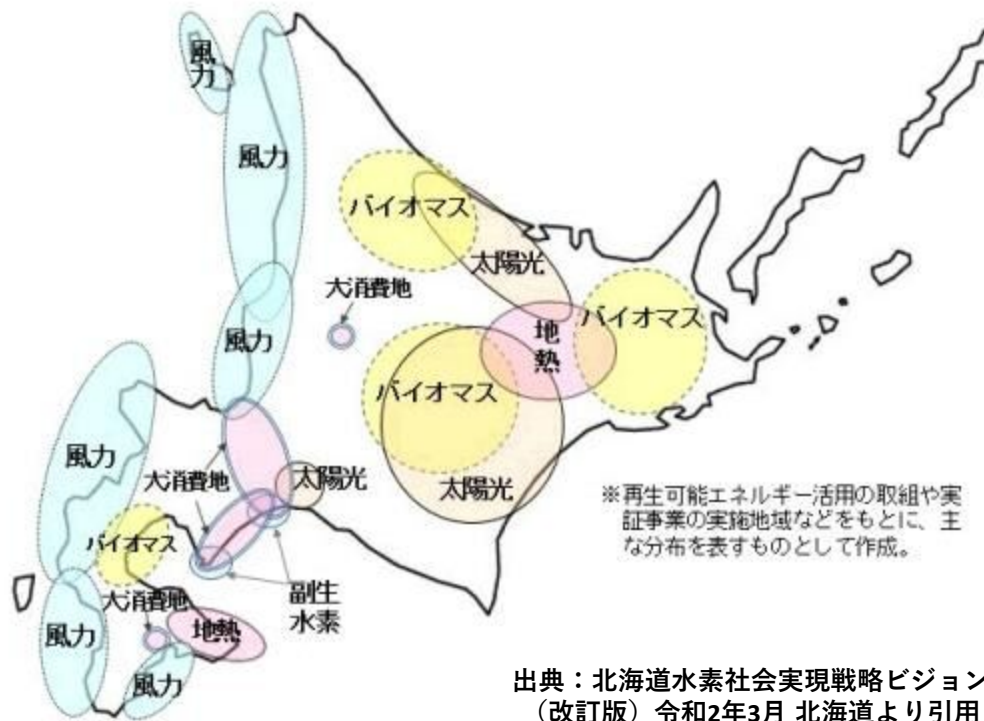 風
力
風力
バイオマス
太陽光
大消費地
バイオマス
地
熱
風力
バイオマス
風力
大消費地
太陽光
太陽光
バイオマス
大消費地
副生
水素
風力
地熱
風力
※再生可能エネルギー活用の取組や実
証事業の実施地域などをもとに、主
な分布を表すものとして作成。
出典：北海道水素社会実現戦略ビジョン
（改訂版）令和2年3月 北海道より引用